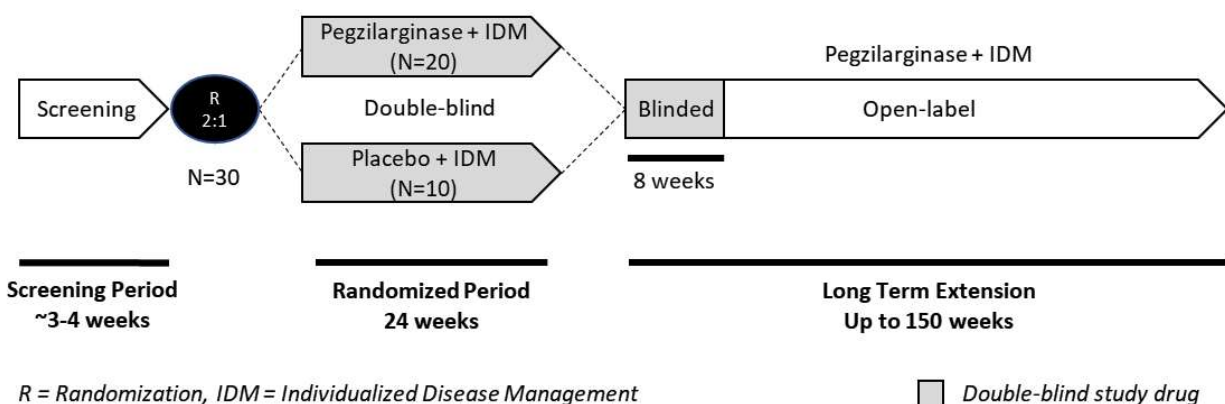 Pegzilarginase + IDM
(N=20)
Pegzilarginase + IDM
Screening
R
2:1
Double-blind
Blinded
Open-label
N=30
Placebo + IDM
(N=10)
8 weeks
Screening Period
~3-4 weeks
Randomized Period
24 weeks
Long Term Extension
Up to 150 weeks
R = Randomization, IDM = Individualized Disease Management
Double-blind study drug